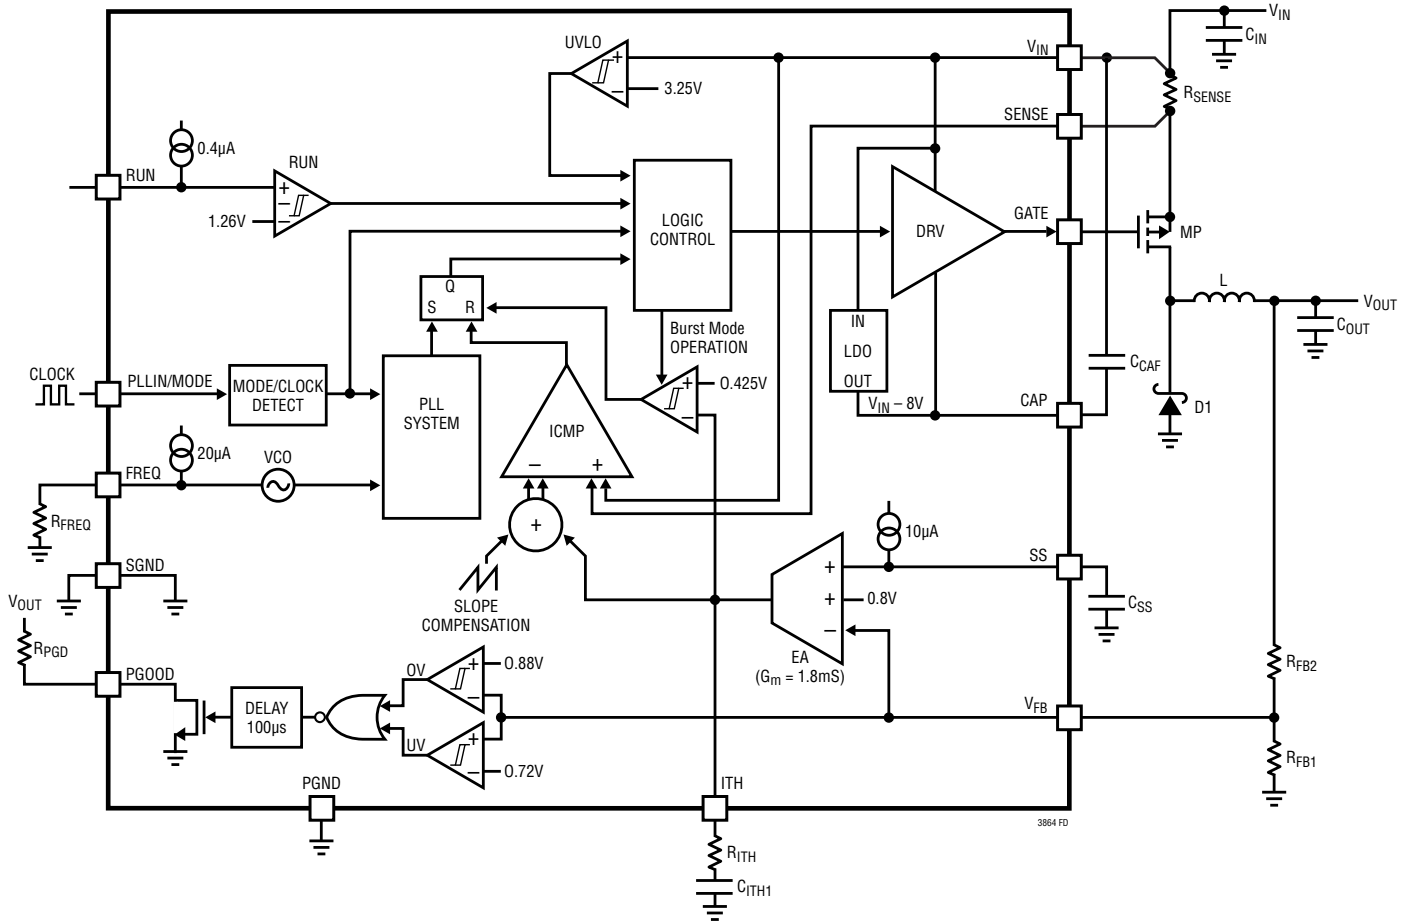 UVLO
+
–
3.25V
VIN
VIN
CIN
RSENSE
SENSE
0.4µA
RUN
RUN
+
–
–
1.26V
LOGIC
CONTROL
DRV
GATE
MP
L
VOUT
COUT
Q
S R
Burst Mode
OPERATION
IN
LDO
OUT
VIN – 8V
CAP
CCAF
D1
CLOCK
PLLIN/MODE
MODE/CLOCK
DETECT
PLL
SYSTEM
ICMP
– +
+
0.425V
–
FREQ
20µA
VCO
RFREQ
+
SLOPE
COMPENSATION
10µA
SS
CSS
+
+
0.8V
–
EA
(Gm = 1.8mS)
SGND
VOUT
RPGD
PGOOD
DELAY
100µs
OV
+
–
0.88V
UV
+
–
0.72V
VFB
RFB2
RFB1
PGND
ITH
3864 FD
RITH
CITH1